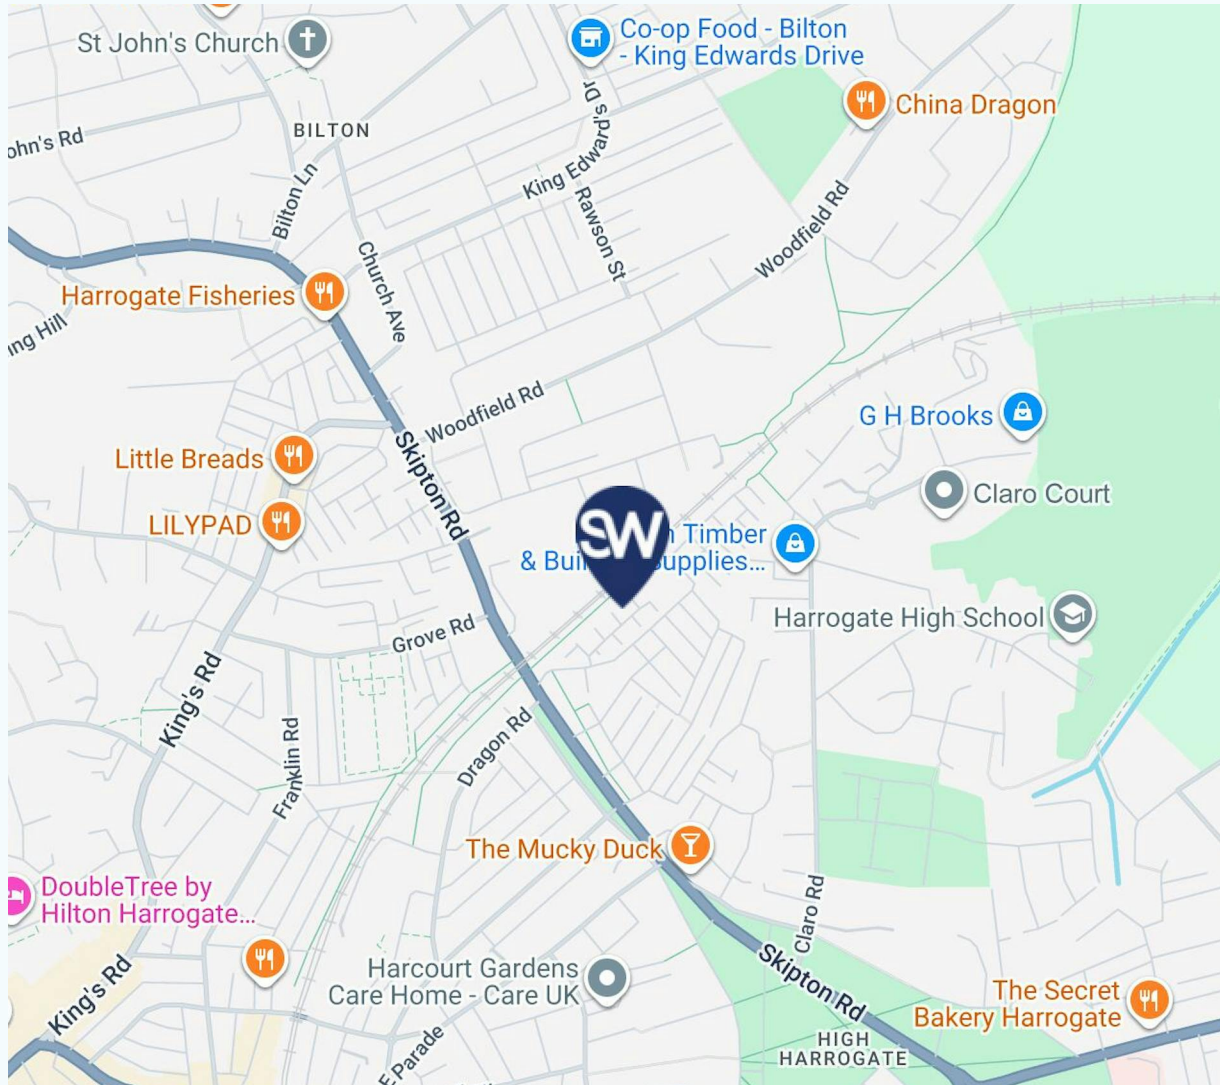 St John's Church
Co-op Food - Bilton
- King Edwards Drive
China Dragon
BILTON
ohn's Rd
Bilton Ln
King Edward's Dr
Rawson St
Woodfield Rd
Church Ave
Harrogate Fisheries
ing Hill
Woodfield Rd
G H Brooks
Little Breads
Skipton Rd
Claro Court
LILYPAD
SW
n Timber
& Buil upplies...
Harrogate High School
Grove Rd
King's Rd
Franklin Rd
Dragon Rd
The Mucky Duck
DoubleTree by
Hilton Harrogate...
Claro Rd
King's Rd
Harcourt Gardens
Care Home - Care UK
Skipton Rd
The Secret
Bakery Harrogate
E Parade
HIGH
HARROGATE